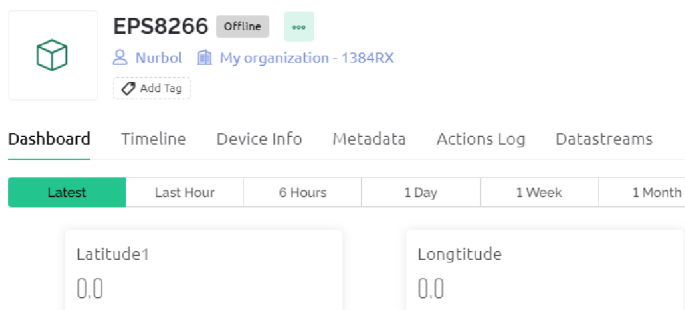 EPS8266 Offline
Nurbol My organization - 1384RX
Add Tag
Dashboard Timeline Device Info Metadata Actions Log Datastreams
Latest Last Hour 6 Hours 1 Day 1 Week 1 Month
Latitude1 Longtitude
0.0 0.0